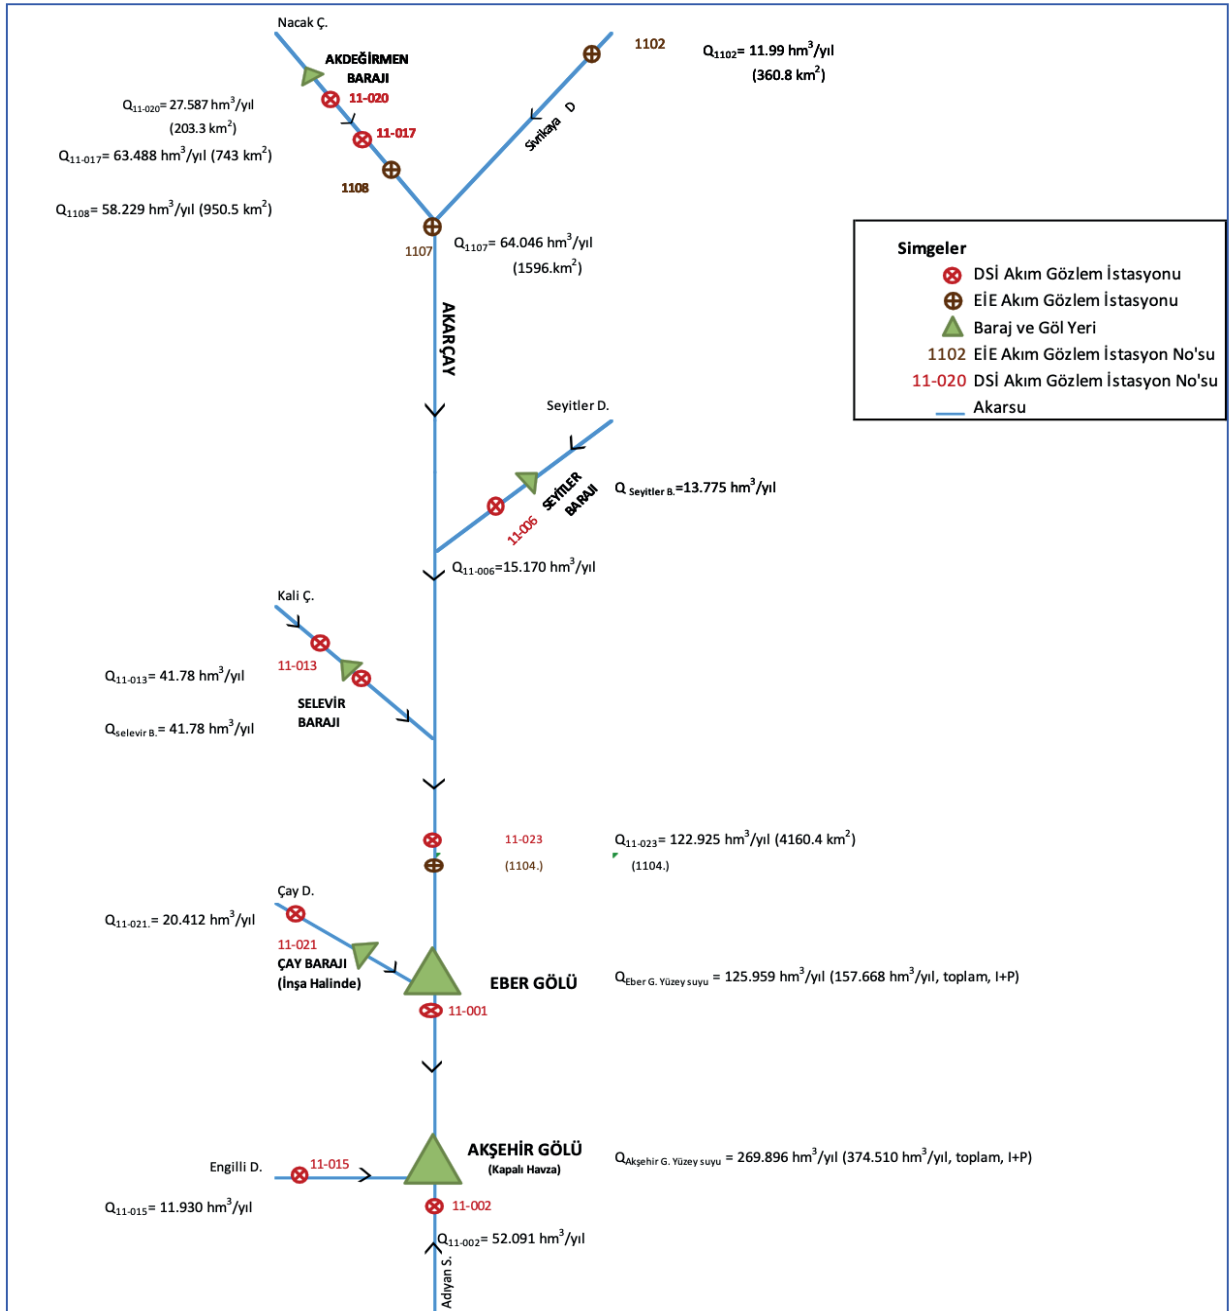 Nacak Ç.
1102
Q1102= 11.99 hm³/yıl
(360.8 km²)
AKDEĞİRMEN
BARAJI
11-020
Q11-020= 27.587 hm³/yıl
(203.3 km²)
Sivrikaya D
11-017
Q11-017= 63.488 hm³/yıl (743 km²)
1108
Q1108= 58.229 hm³/yıl (950.5 km²)
1107
Q1107= 64.046 hm³/yıl
(1596.km²)
Simgeler
DSİ Akım Gözlem İstasyonu
EİE Akım Gözlem İstasyonu
Baraj ve Göl Yeri
1102 EİE Akım Gözlem İstasyon No'su
11-020 DSİ Akım Gözlem İstasyon No'su
Akarsu
AKARÇAY
Seyitler D.
SEYİTLER
BARAJI
Q Seyitler B.=13.775 hm³/yıl
11-006
Q11-006=15.170 hm³/yıl
Kali Ç.
11-013
Q11-013= 41.78 hm³/yıl
SELEVİR
BARAJI
Qselevir B.= 41.78 hm³/yıl
11-023
Q11-023= 122.925 hm³/yıl (4160.4 km²)
(1104.)
(1104.)
Çay D.
Q11-021.= 20.412 hm³/yıl
11-021
ÇAY BARAJI
(İnşa Halinde)
EBER GÖLÜ
QEber G. Yüzey suyu = 125.959 hm³/yıl (157.668 hm³/yıl, toplam, I+P)
11-001
AKŞEHİR GÖLÜ
(Kapalı Havza)
QAkşehir G. Yüzey suyu = 269.896 hm³/yıl (374.510 hm³/yıl, toplam, I+P)
Engilli D.
11-015
Q11-015= 11.930 hm³/yıl
11-002
Q11-002= 52.091 hm³/yıl
Adıyan S.